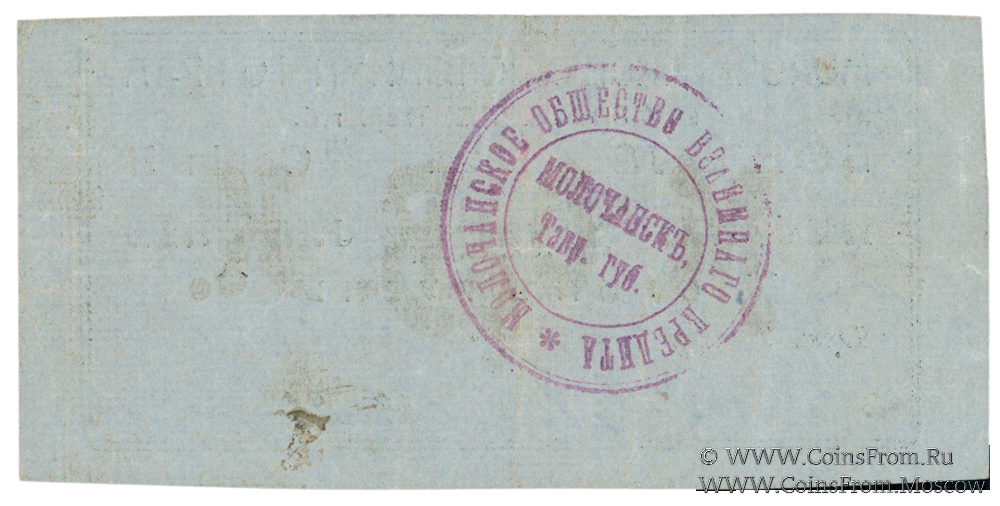 МОЛОЧАНСКОЕ ОБЩЕСТВО ВЗАИМНАГО КРЕДИТА *
МОЛОЧАНСКЪ,
Тавр. губ.
© WWW.CoinsFrom.Ru
WWW.CoinsFrom.Moscow